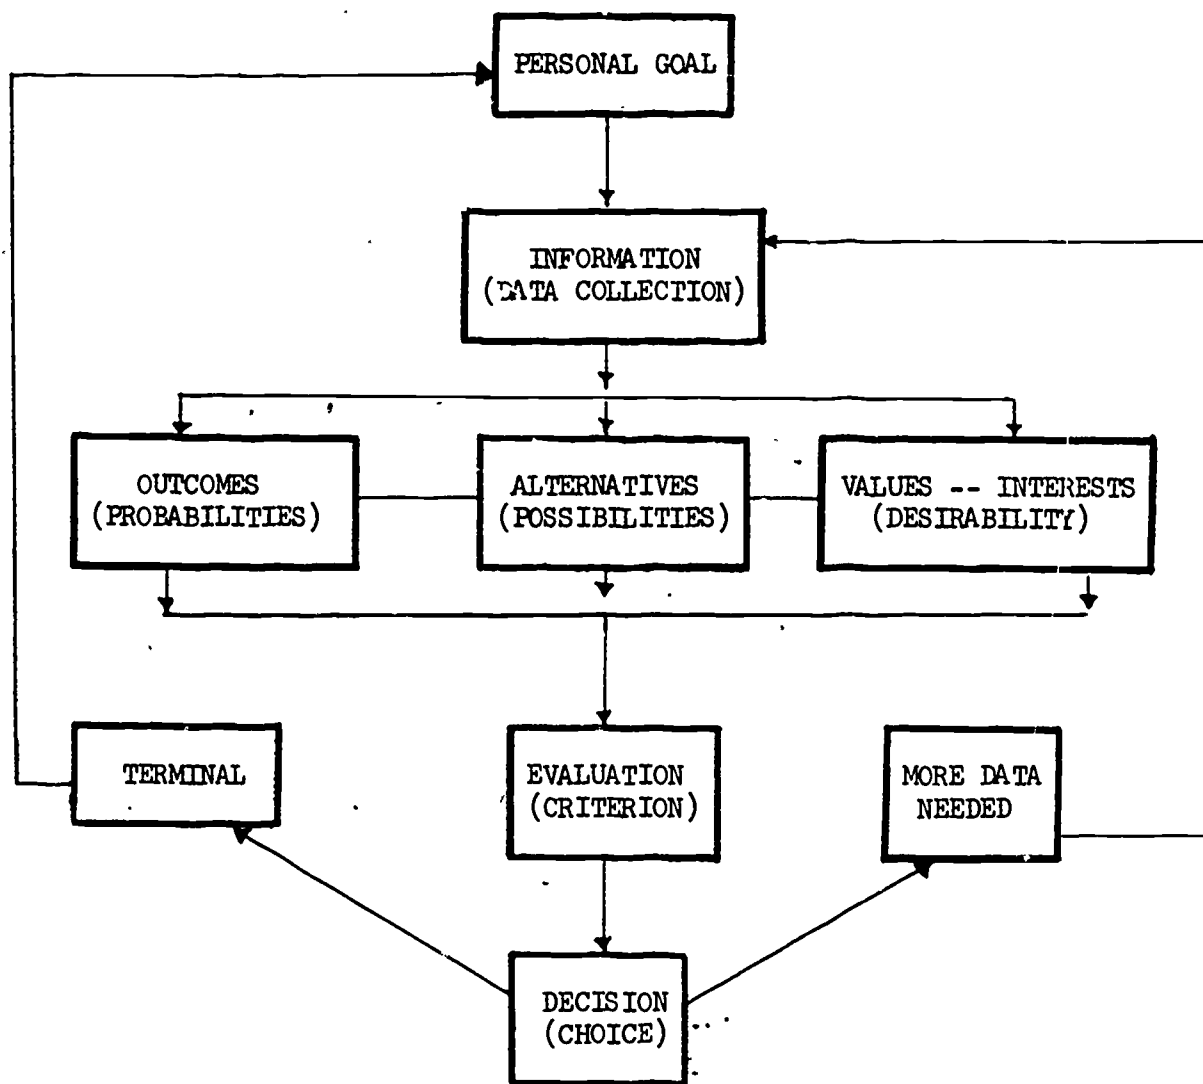 PERSONAL GOAL
INFORMATION
(DATA COLLECTION)
OUTCOMES
(PROBABILITIES)
ALTERNATIVES
(POSSIBILITIES)
VALUES -- INTERESTS
(DESIRABILITY)
TERMINAL
EVALUATION
(CRITERION)
MORE DATA
NEEDED
DECISION
(CHOICE)